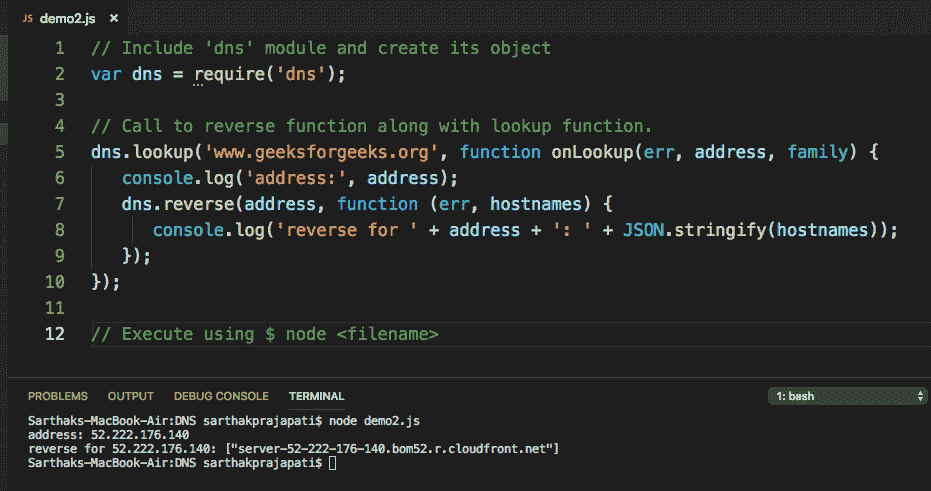 JS demo2.js ×
1 // Include 'dns' module and create its object
2 var dns = require('dns');
3
4 // Call to reverse function along with lookup function.
5 dns.lookup('www.geeksforgeeks.org', function onLookup(err, address, family) {
6 console.log('address:', address);
7 dns.reverse(address, function (err, hostnames) {
8 console.log('reverse for ' + address + ': ' + JSON.stringify(hostnames));
9 });
10 });
11
12 // Execute using $ node <filename>
PROBLEMS OUTPUT DEBUG CONSOLE TERMINAL 1: bash
Sarthaks-MacBook-Air:DNS sarthakprajapati$ node demo2.js
address: 52.222.176.140
reverse for 52.222.176.140: ["server-52-222-176-140.bom52.r.cloudfront.net"]
Sarthaks-MacBook-Air:DNS sarthakprajapati$